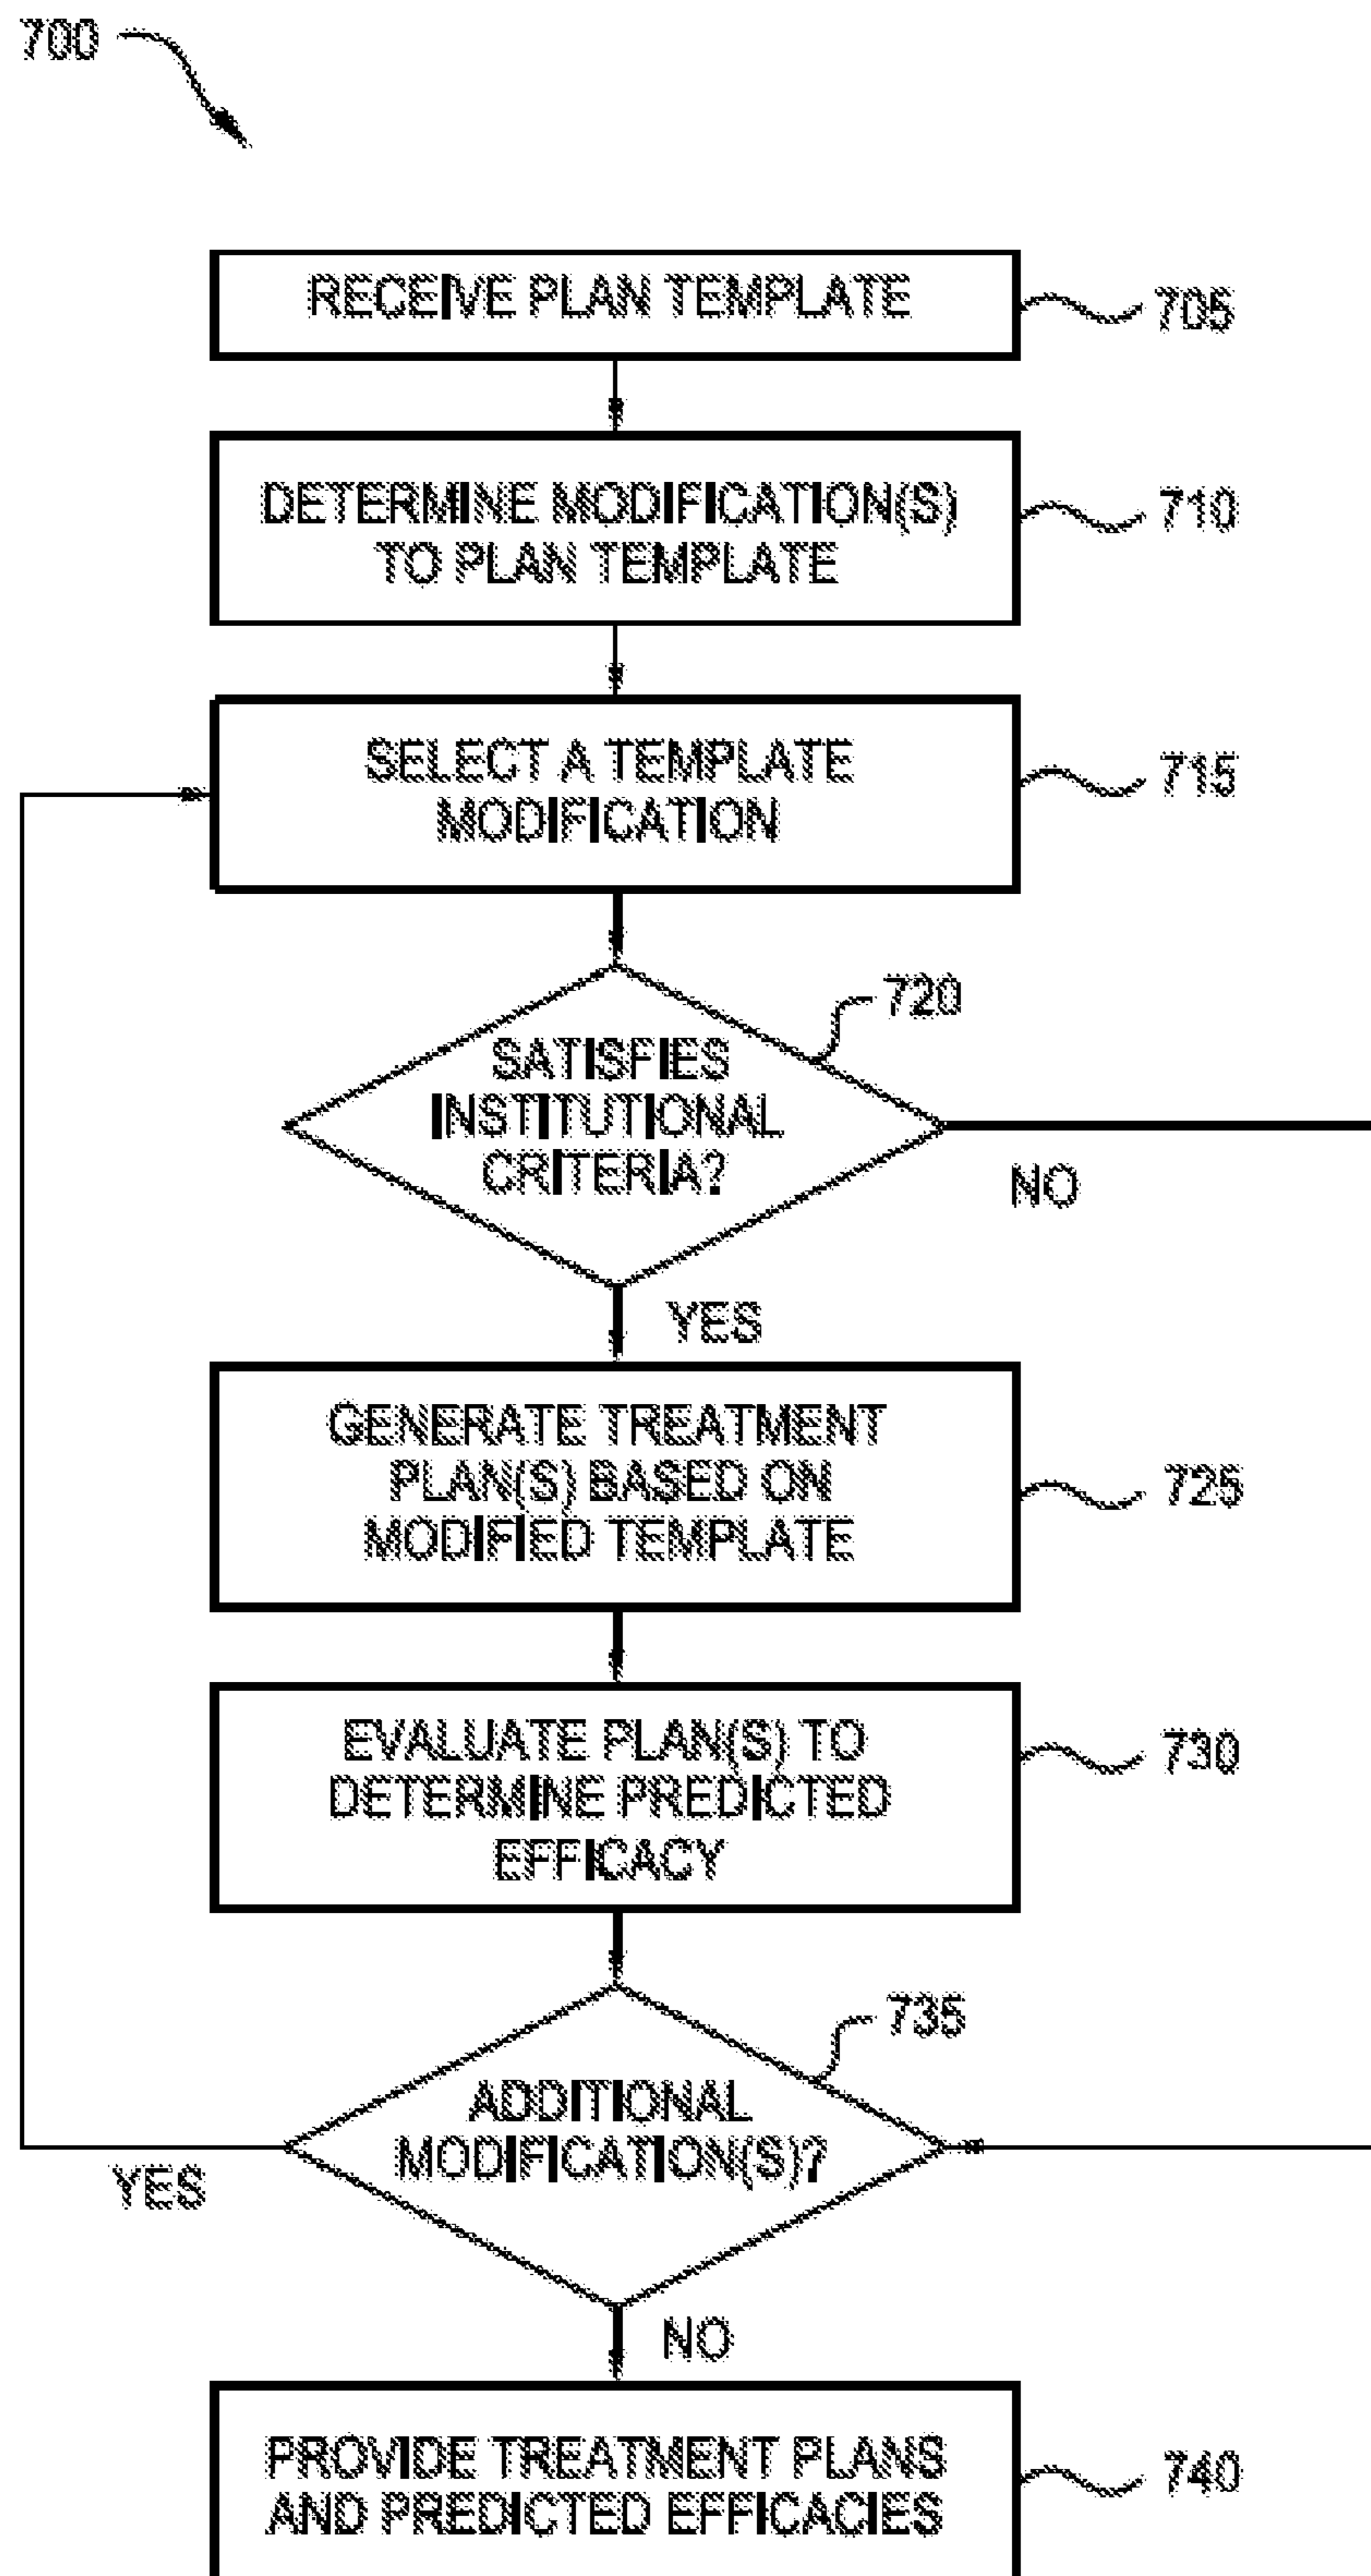 700
RECEIVE PLAN TEMPLATE
705
DETERMINE MODIFICATION(S)
TO PLAN TEMPLATE
710
SELECT A TEMPLATE
MODIFICATION
715
720
SATISFIES
INSTITUTIONAL
CRITERIA?
NO
YES
GENERATE TREATMENT
PLAN(S) BASED ON
MODIFIED TEMPLATE
725
EVALUATE PLAN(S) TO
DETERMINE PREDICTED
EFFICACY
730
735
ADDITIONAL
MODIFICATION(S)?
YES
NO
PROVIDE TREATMENT PLANS
AND PREDICTED EFFICACIES
740